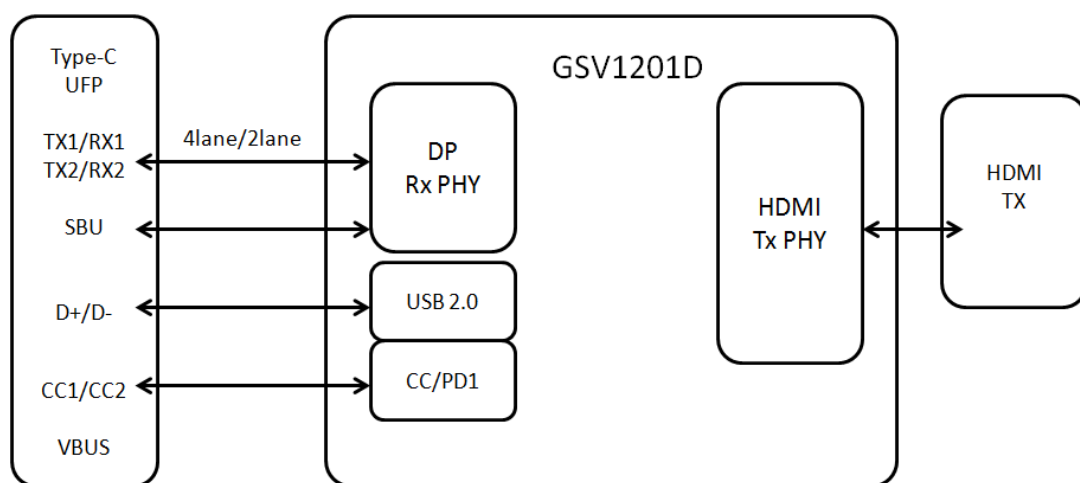 Type-C
UFP
TX1/RX1
TX2/RX2
SBU
D+/D-
CC1/CC2
VBUS
4lane/2lane
GSV1201D
DP
Rx PHY
USB 2.0
CC/PD1
HDMI
Tx PHY
HDMI
TX